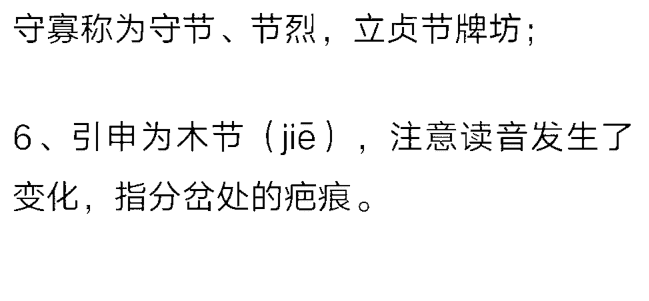 守寡称为守节、节烈，立贞节牌坊；
6、引申为木节（jiē），注意读音发生了
变化，指分岔处的疤痕。